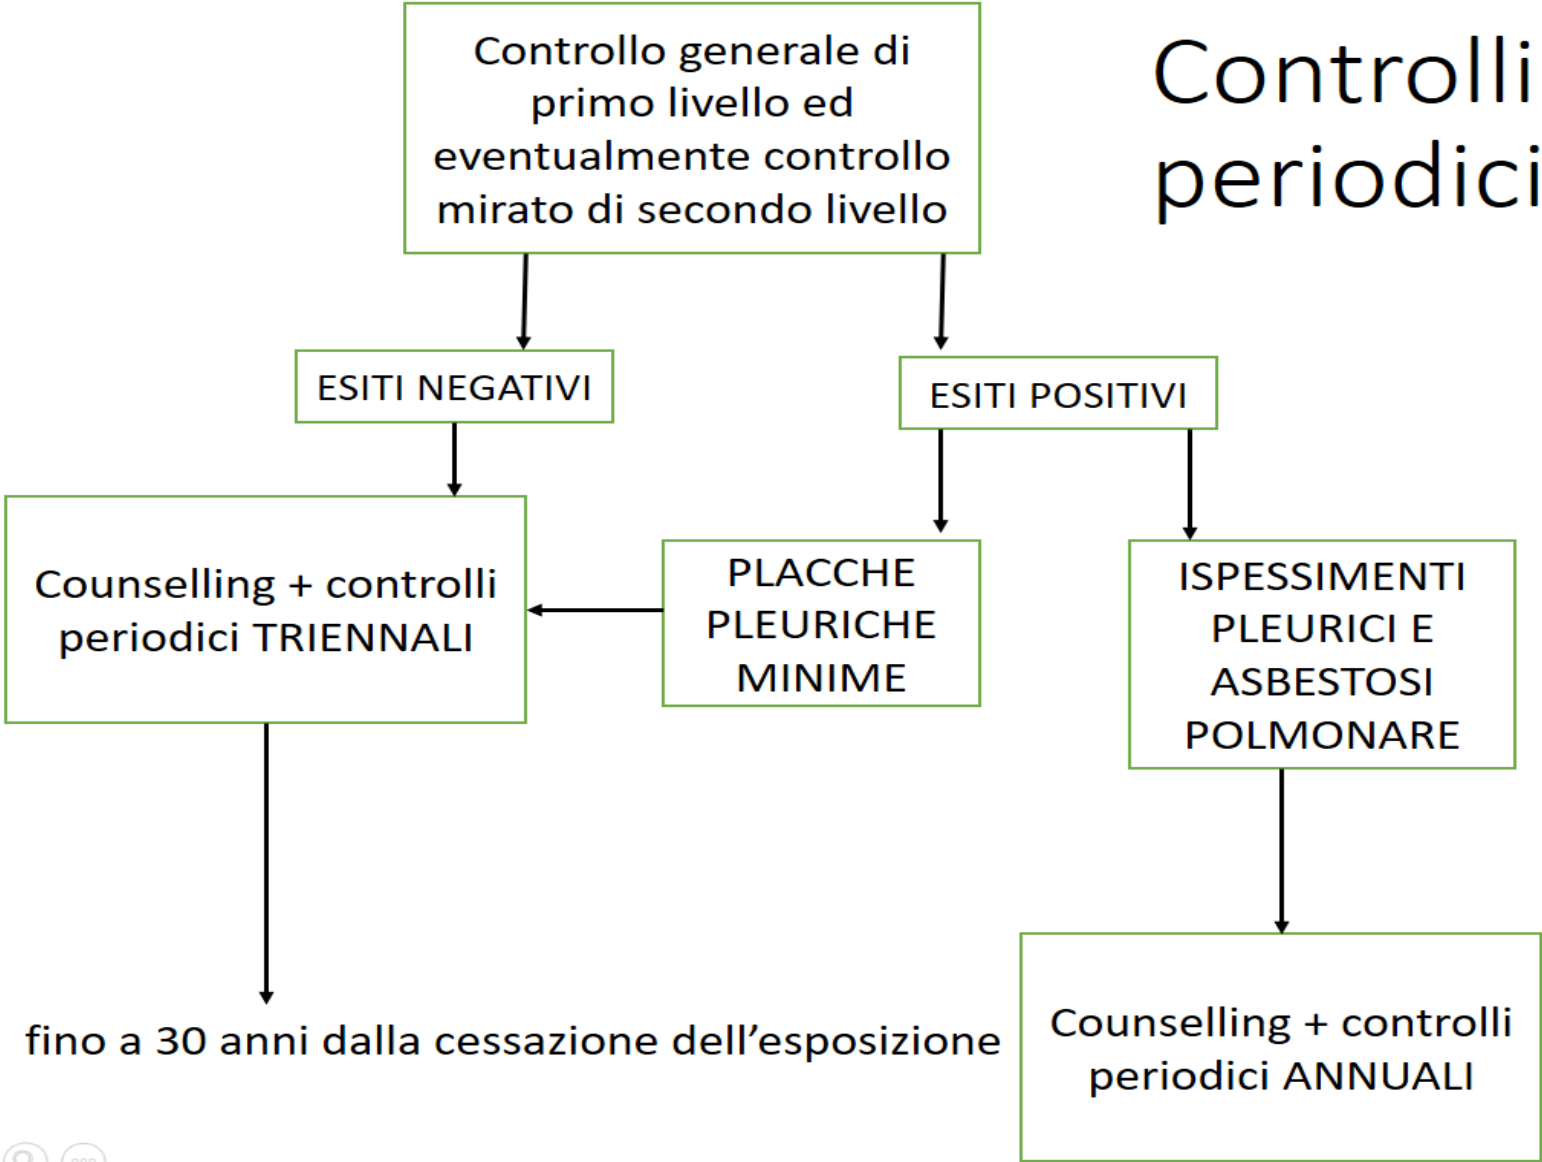 Controlli
periodici
Controllo generale di
primo livello ed
eventualmente controllo
mirato di secondo livello
ESITI NEGATIVI
ESITI POSITIVI
Counselling + controlli
periodici TRIENNALI
PLACCHE
PLEURICHE
MINIME
ISPESSIMENTI
PLEURICI E
ASBESTOSI
POLMONARE
fino a 30 anni dalla cessazione dell’esposizione
Counselling + controlli
periodici ANNUALI